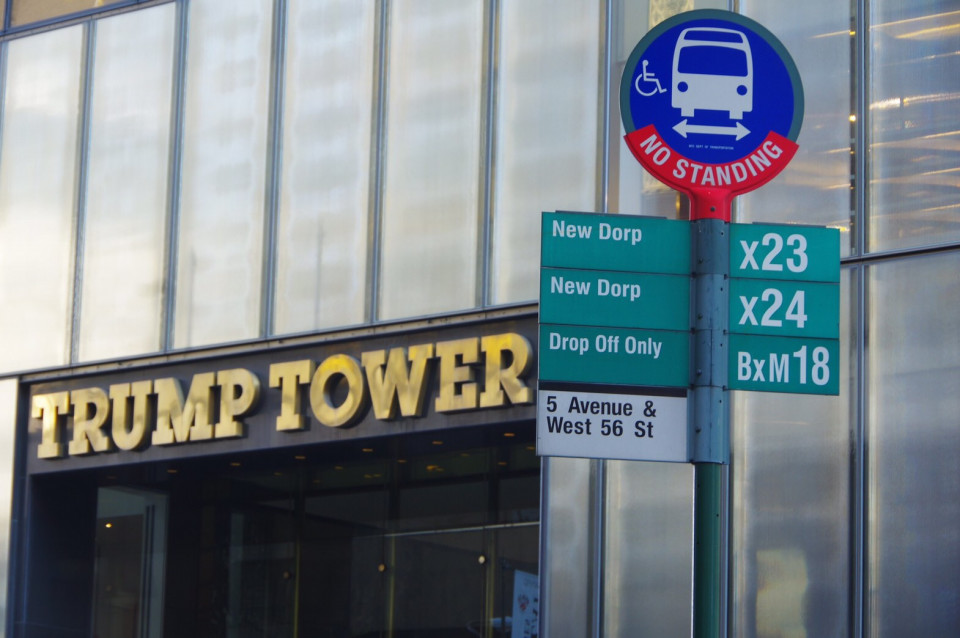 NO STANDING
New Dorp x23
New Dorp x24
Drop Off Only BxM18
5 Avenue &
West 56 St
TRUMP TOWER